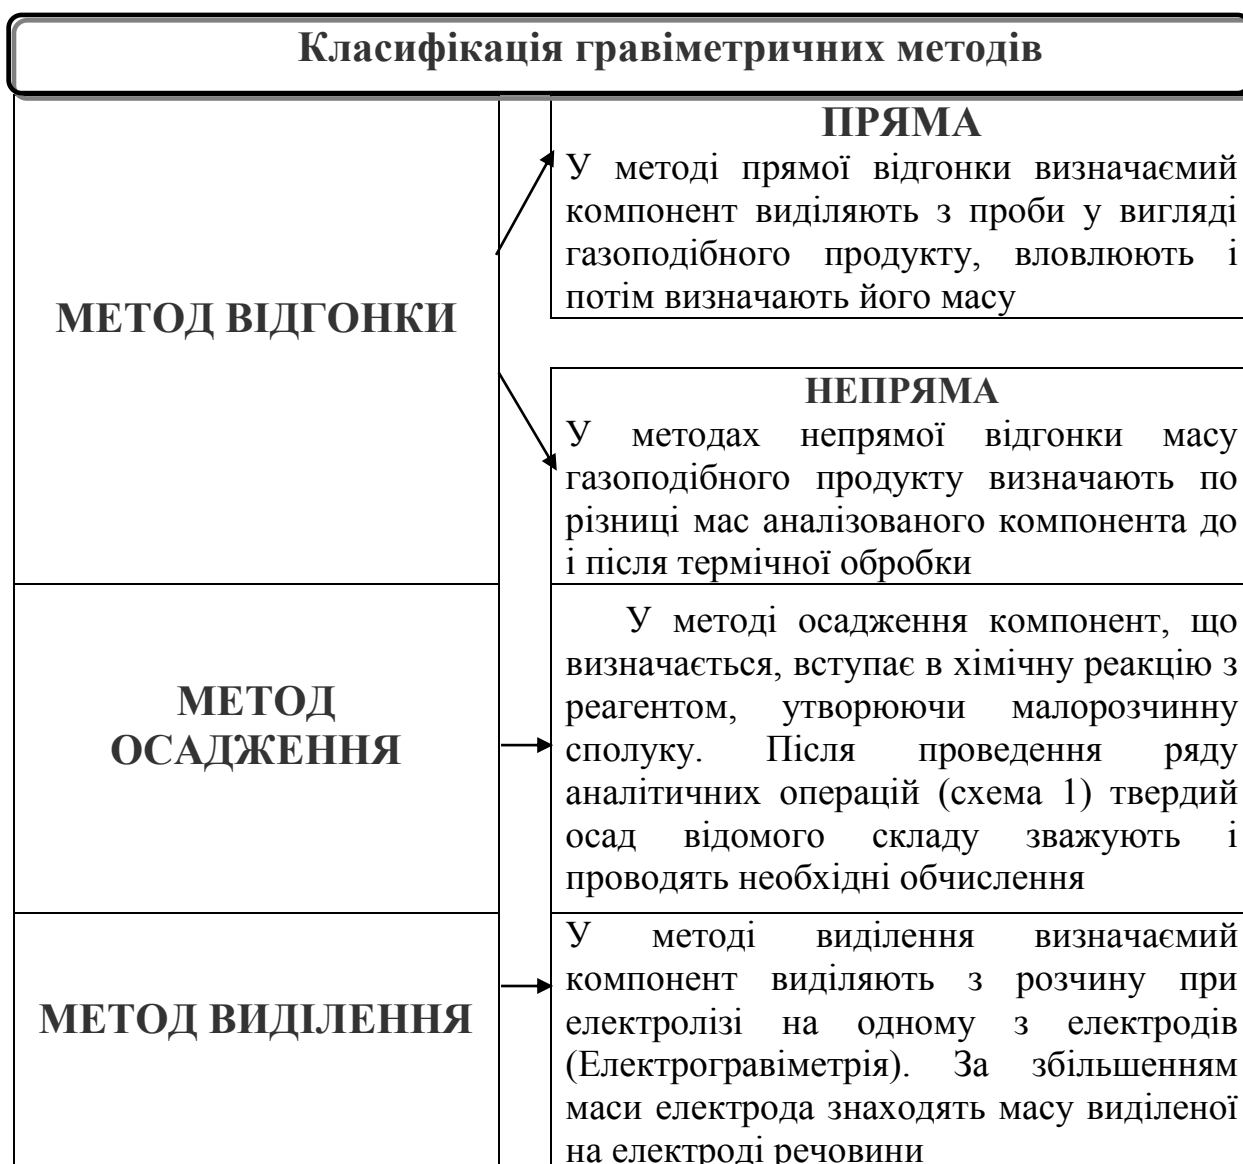 Класифікація гравіметричних методів
МЕТОД ВІДГОНКИ
ПРЯМА
У методі прямої відгонки визначаємий
компонент виділяють з проби у вигляді
газоподібного продукту, вловлюють і
потім визначають його масу
НЕПРЯМА
У методах непрямої відгонки масу
газоподібного продукту визначають по
різниці мас аналізованого компонента до
і після термічної обробки
МЕТОД
ОСАДЖЕННЯ
У методі осадження компонент, що
визначається, вступає в хімічну реакцію з
реагентом, утворюючи малорозчинну
сполуку. Після проведення ряду
аналітичних операцій (схема 1) твердий
осад відомого складу зважують і
проводять необхідні обчислення
МЕТОД ВИДІЛЕННЯ
У методі виділення визначаємий
компонент виділяють з розчину при
електролізі на одному з електродів
(Електрогравіметрія). За збільшенням
маси електрода знаходять масу виділеної
на електроді речовини